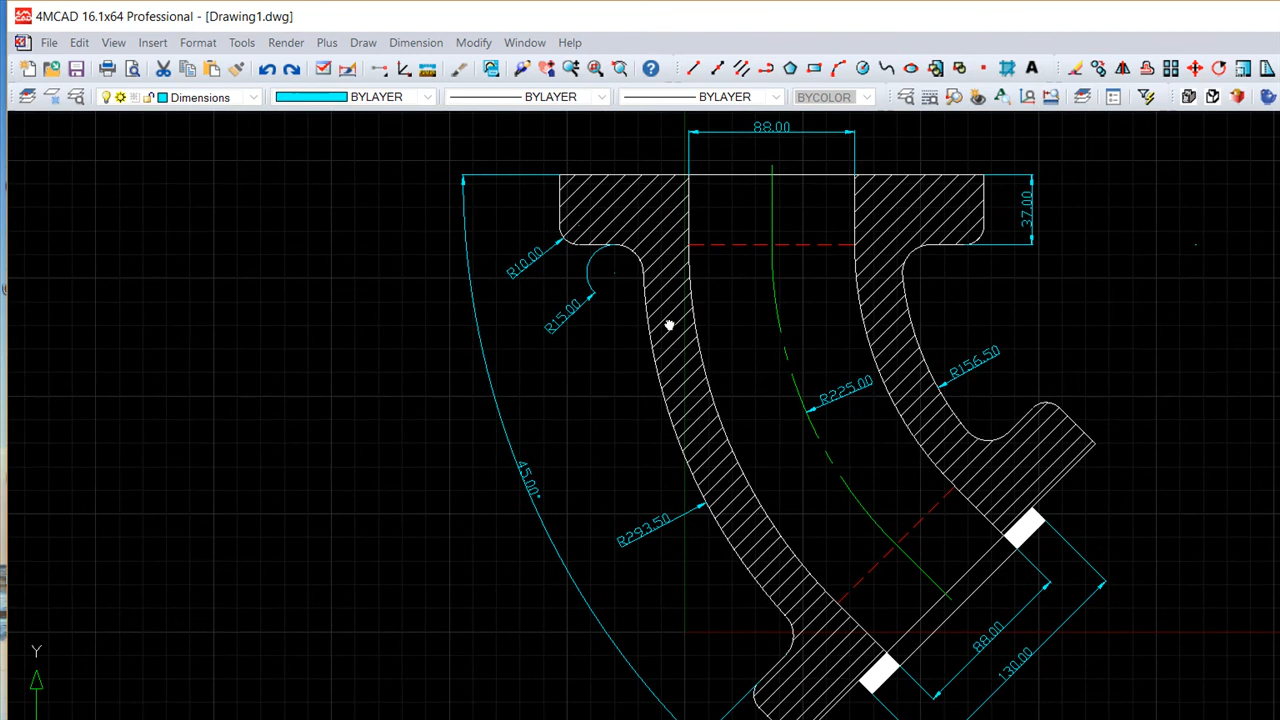 4MCAD 16.1x64 Professional - [Drawing1.dwg]
File Edit View Insert Format Tools Render Plus Draw Dimension Modify Window Help
Dimensions BYLAYER BYLAYER BYLAYER BYCOLOR
88.00
37.00
R10.00
R15.00
R156.50
R225.00
45.00°
R293.50
88.00
130.00
Y